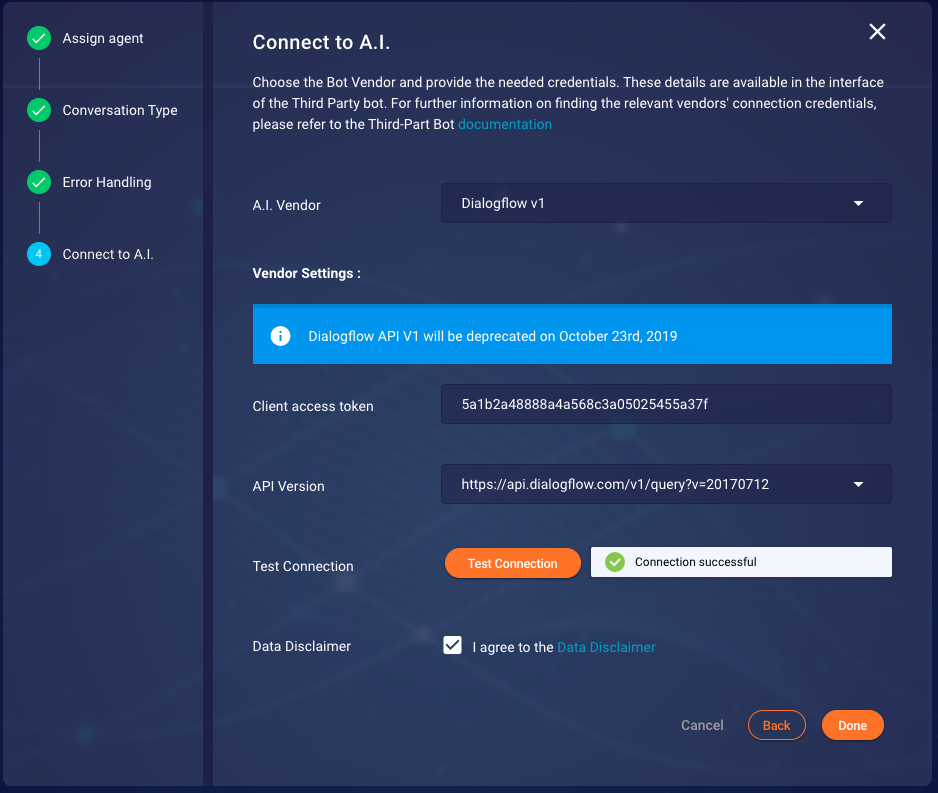 Assign agent
Conversation Type
Error Handling
4 Connect to A.I.
Connect to A.I.
Choose the Bot Vendor and provide the needed credentials. These details are available in the interface
of the Third Party bot. For further information on finding the relevant vendors' connection credentials,
please refer to the Third-Part Bot documentation
A.I. Vendor Dialogflow v1
Vendor Settings :
Dialogflow API V1 will be deprecated on October 23rd, 2019
Client access token 5a1b2a48888a4a568c3a05025455a37f
API Version https://api.dialogflow.com/v1/query?v=20170712
Test Connection Test Connection Connection successful
Data Disclaimer I agree to the Data Disclaimer
Cancel Back Done